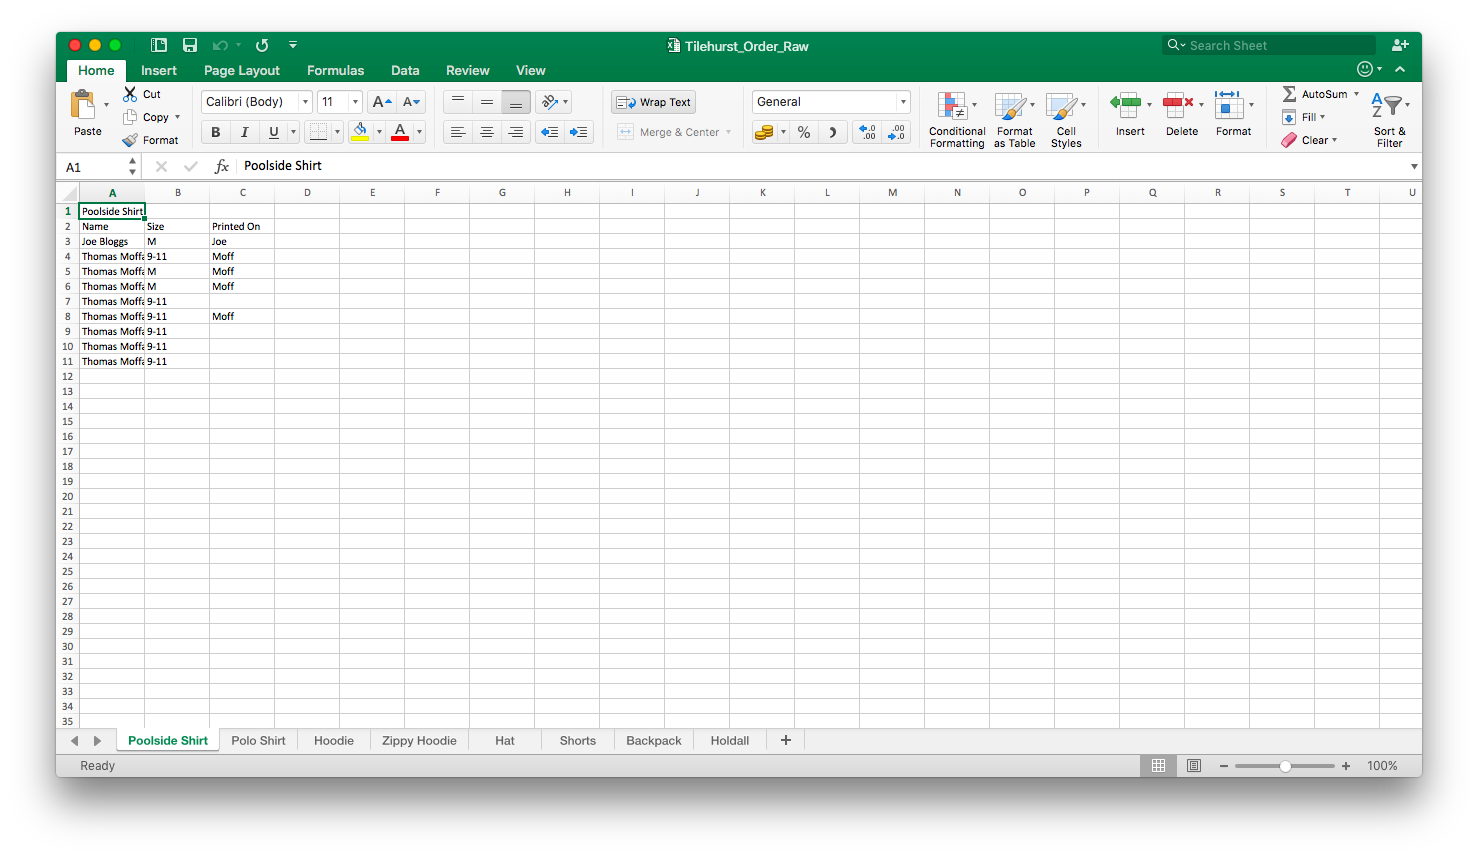 Tilehurst_Order_Raw
Search Sheet
Home Insert Page Layout Formulas Data Review View
Paste
Cut
Copy
Format
Calibri (Body) 11 A A
B I U A
Wrap Text
Merge & Center
General
% .0 .00 .00 .0
Conditional Formatting
Format as Table
Cell Styles
Insert
Delete
Format
AutoSum
Fill
Clear
A Z
Sort & Filter
A1 fx Poolside Shirt
A B C D E F G H I J K L M N O P Q R S T U
1 Poolside Shirt
2 Name Size Printed On
3 Joe Bloggs M Joe
4 Thomas Moffa 9-11 Moff
5 Thomas Moffa M Moff
6 Thomas Moffa M Moff
7 Thomas Moffa 9-11
8 Thomas Moffa 9-11 Moff
9 Thomas Moffa 9-11
10 Thomas Moffa 9-11
11 Thomas Moffa 9-11
12
13
14
15
16
17
18
19
20
21
22
23
24
25
26
27
28
29
30
31
32
33
34
35
Poolside Shirt Polo Shirt Hoodie Zippy Hoodie Hat Shorts Backpack Holdall +
Ready
100%